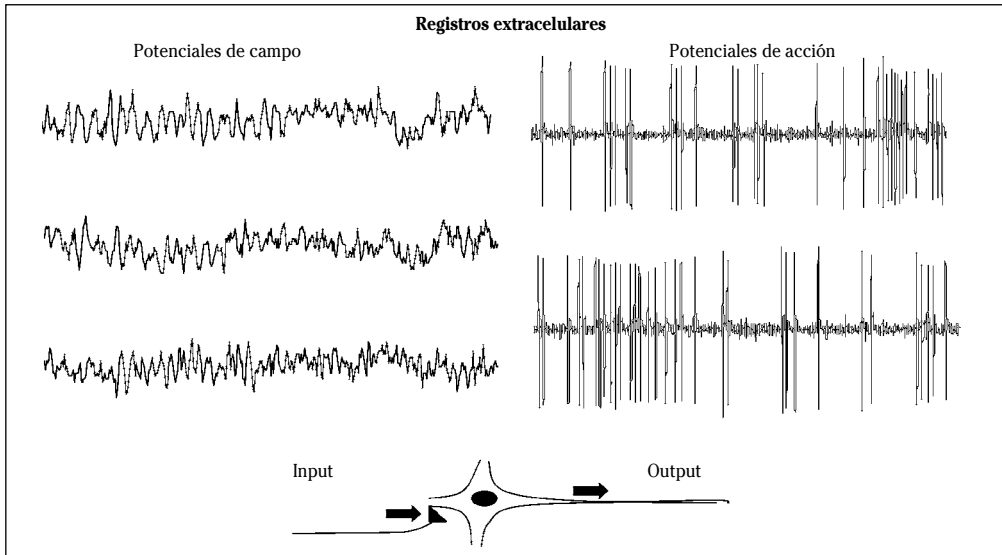 Registros extracelulares
Potenciales de campo
Potenciales de acción
Input
Output